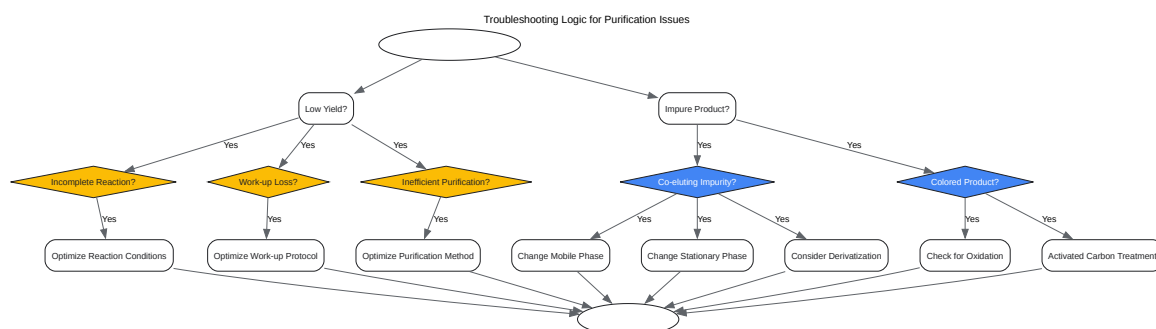 Troubleshooting Logic for Purification Issues
Low Yield?
Impure Product?
Yes
Yes
Yes
Yes
Yes
Incomplete Reaction?
Work-up Loss?
Inefficient Purification?
Co-eluting Impurity?
Colored Product?
Yes
Yes
Yes
Yes
Yes
Yes
Yes
Yes
Optimize Reaction Conditions
Optimize Work-up Protocol
Optimize Purification Method
Change Mobile Phase
Change Stationary Phase
Consider Derivatization
Check for Oxidation
Activated Carbon Treatment